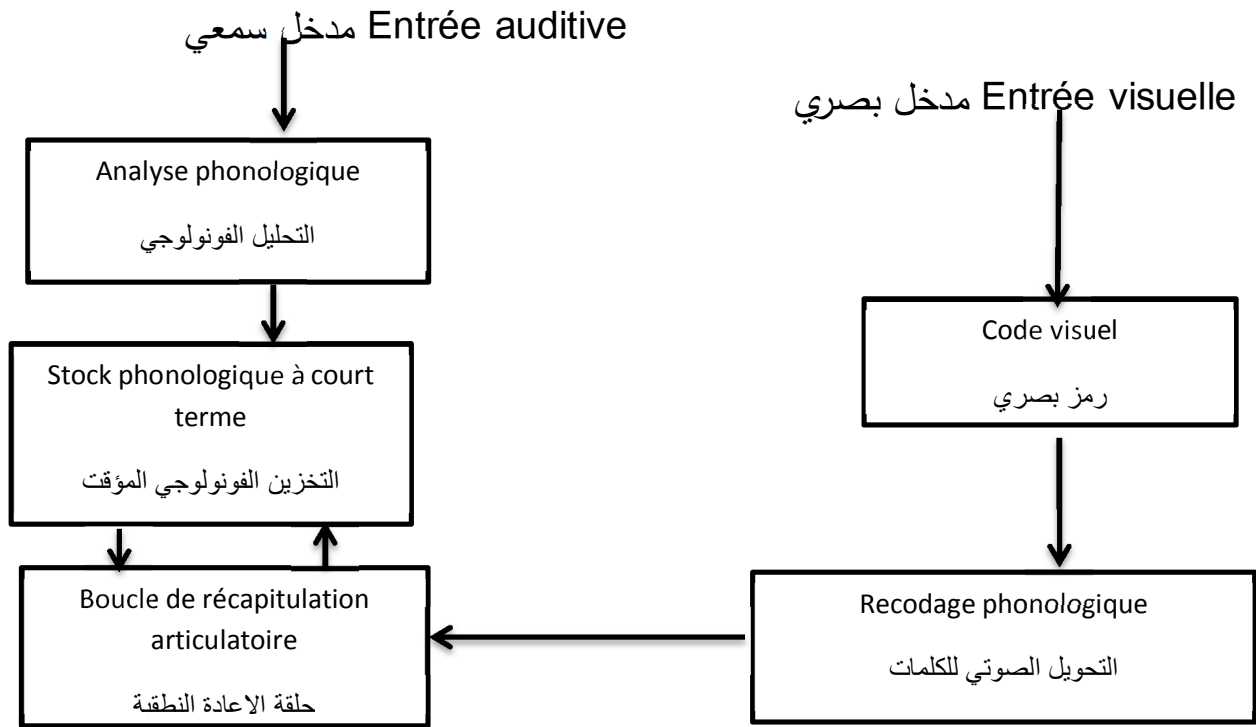 مدخل سمعي Entrée auditive
مدخل بصري Entrée visuelle
Analyse phonologique
التحليل الفونولوجي
Stock phonologique à court
terme
التخزين الفونولوجي المؤقت
Boucle de récapitulation
articulatoire
حلقة الاعادة النطقية
Code visuel
رمز بصري
Recodage phonologique
التحويل الصوتي للكلمات